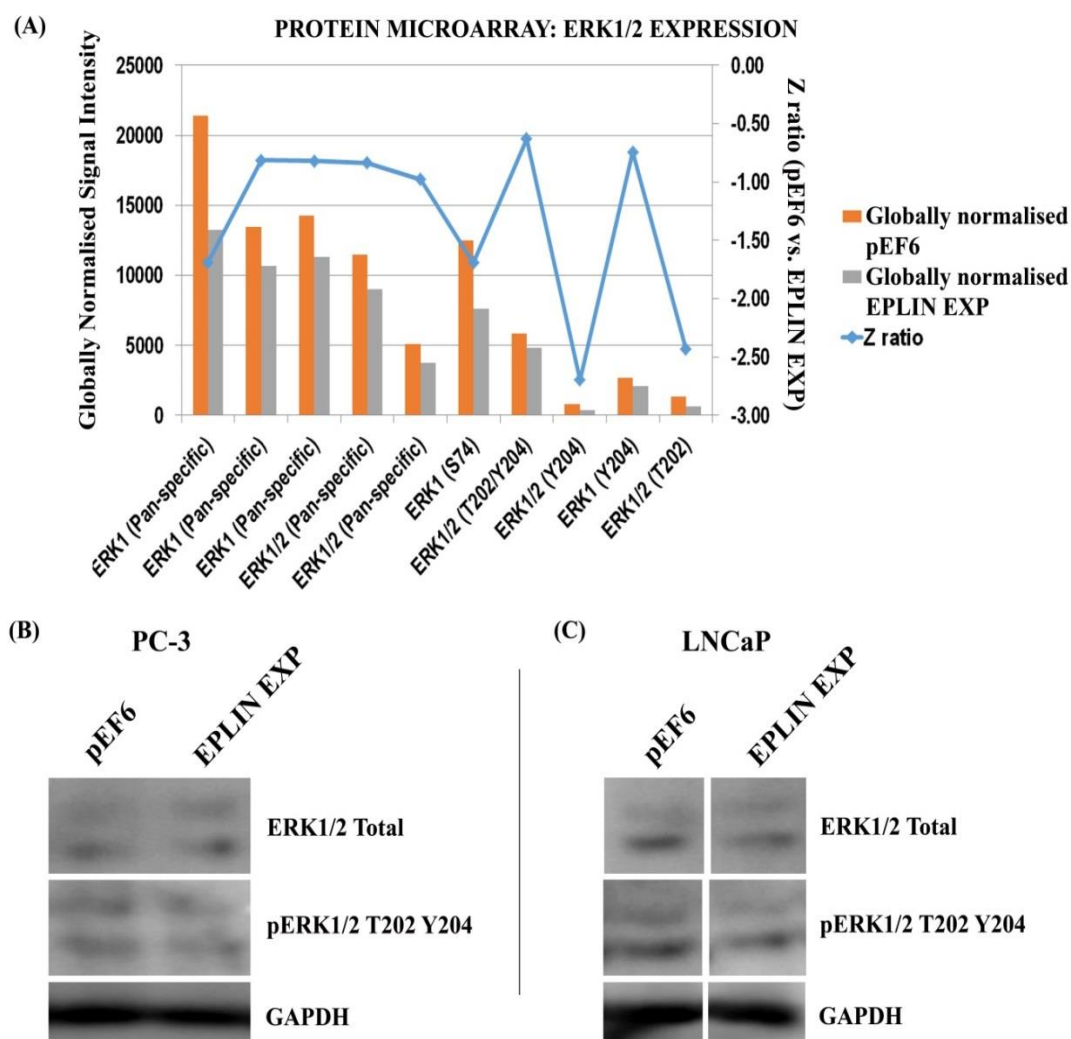 (A)
PROTEIN MICROARRAY: ERK1/2 EXPRESSION
Globally Normalised Signal Intensity
25000
20000
15000
10000
5000
0
0.00
-0.50
-1.00
-1.50
-2.00
-2.50
-3.00
Z ratio (pEF6 vs. EPLIN EXP)
Globally normalised
pEF6
Globally normalised
EPLIN EXP
Z ratio
ERK1 (Pan-specific)
ERK1 (Pan-specific)
ERK1 (Pan-specific)
ERK1/2 (Pan-specific)
ERK1/2 (Pan-specific)
ERK1 (S74)
ERK1/2 (T202/Y204)
ERK1/2 (Y204)
ERK1 (Y204)
ERK1/2 (T202)
(B)
PC-3
pEF6
EPLIN EXP
ERK1/2 Total
pERK1/2 T202 Y204
GAPDH
(C)
LNCaP
pEF6
EPLIN EXP
ERK1/2 Total
pERK1/2 T202 Y204
GAPDH